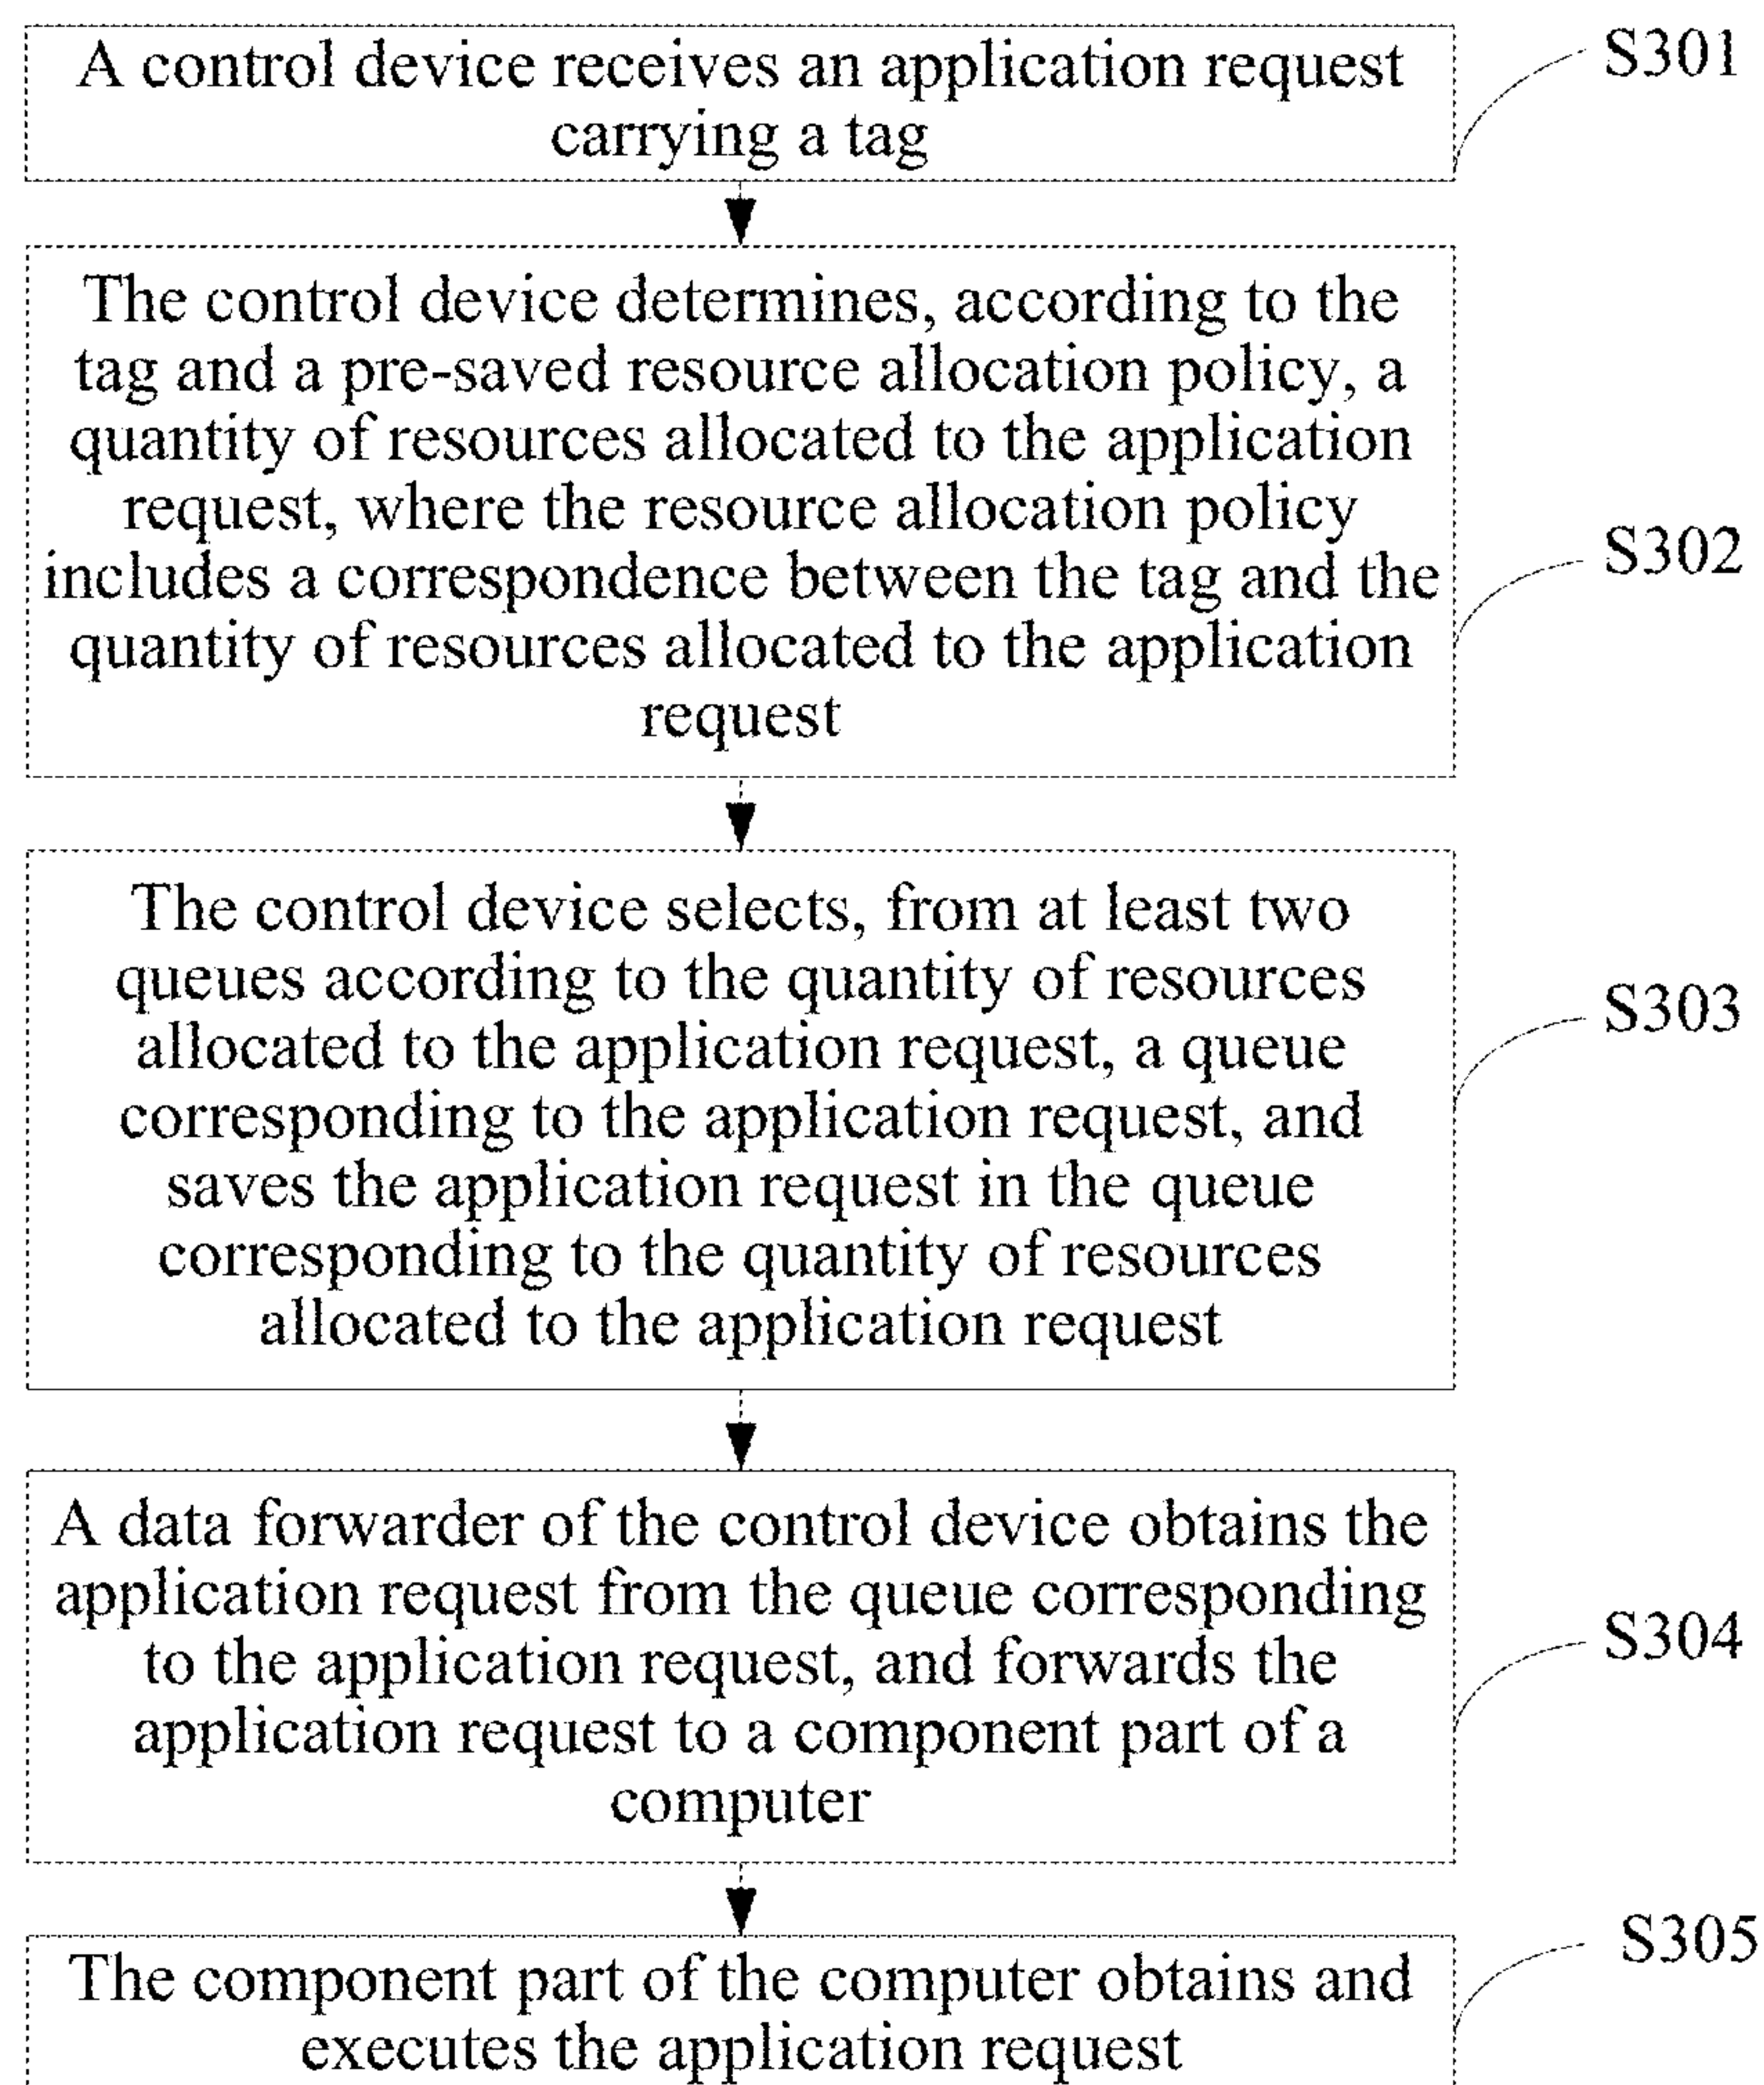 A control device receives an application request
carrying a tag
S301
The control device determines, according to the
tag and a pre-saved resource allocation policy, a
quantity of resources allocated to the application
request, where the resource allocation policy
includes a correspondence between the tag and the
quantity of resources allocated to the application
request
S302
The control device selects, from at least two
queues according to the quantity of resources
allocated to the application request, a queue
corresponding to the application request, and
saves the application request in the queue
corresponding to the quantity of resources
allocated to the application request
S303
A data forwarder of the control device obtains the
application request from the queue corresponding
to the application request, and forwards the
application request to a component part of a
computer
S304
The component part of the computer obtains and
executes the application request
S305